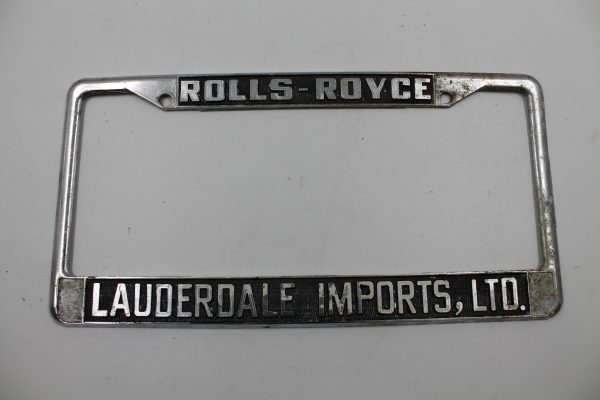 ROLLS-ROYCE
LAUDERDALE IMPORTS, LTD.